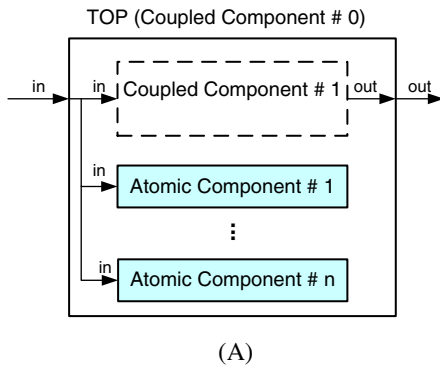 TOP (Coupled Component # 0)
in in Coupled Component # 1 out out
in
Atomic Component # 1
...
in
Atomic Component # n
(A)